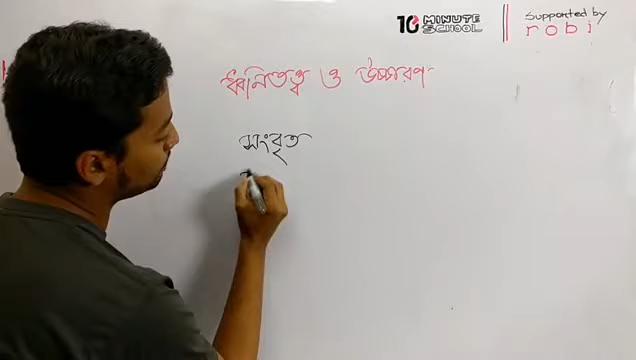 10 MINUTE SCHOOL
Supported by
robi
ধ্বনিতত্ত্ব ও উচ্চারণ
সংবৃত